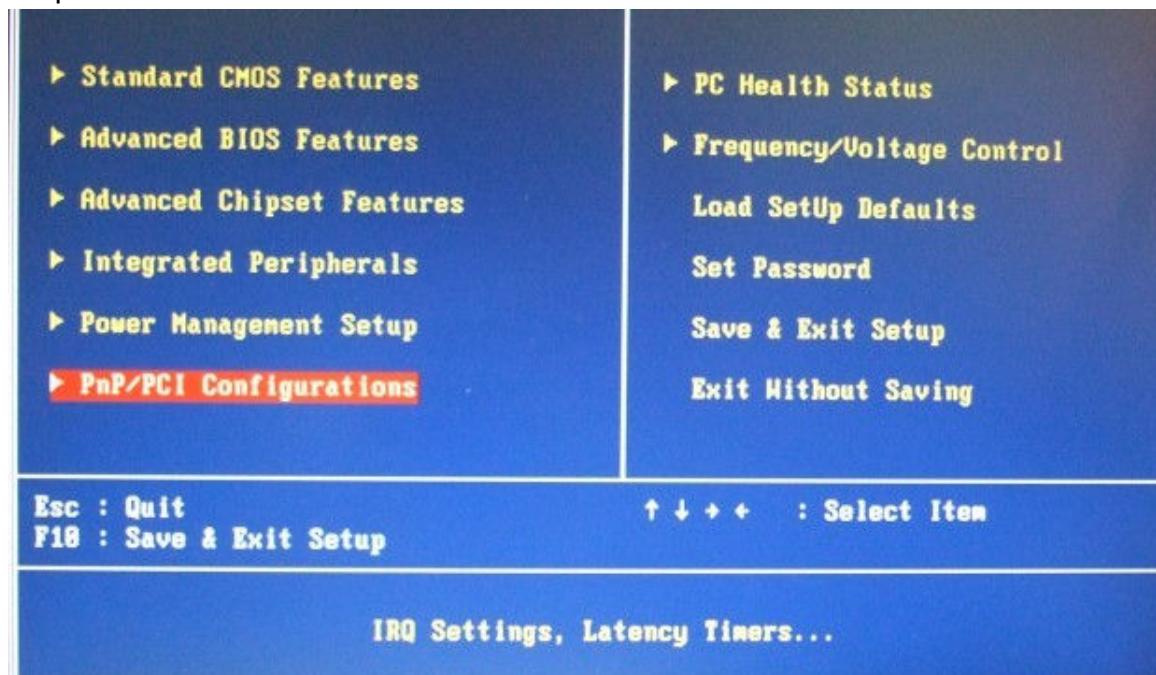 ▶ Standard CMOS Features
▶ Advanced BIOS Features
▶ Advanced Chipset Features
▶ Integrated Peripherals
▶ Power Management Setup
▶ PnP/PCI Configurations
▶ PC Health Status
▶ Frequency/Voltage Control
Load SetUp Defaults
Set Password
Save & Exit Setup
Exit Without Saving
Esc : Quit
F10 : Save & Exit Setup
↑ ↓ → ← : Select Item
IRQ Settings, Latency Timers...